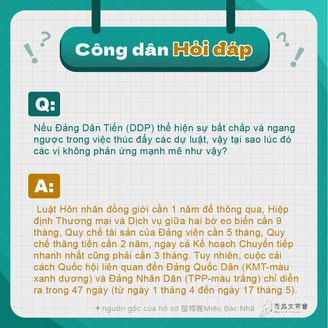 Công dân Hỏi đáp
Q:
Nếu Đảng Dân Tiến (DDP) thể hiện sự bất chấp và ngang
ngược trong việc thúc đẩy các dự luật, vậy tại sao lúc đó
các vị không phản ứng mạnh mẽ như vậy?
A:
Luật Hôn nhân đồng giới cần 1 năm để thông qua, Hiệp
định Thương mại và Dịch vụ giữa hai bờ eo biển cần 9
tháng, Quy chế tài sản của Đảng viên cần 5 tháng, Quy
chế thăng tiến cần 2 năm, ngay cả Kế hoạch Chuyển tiếp
nhanh nhất cũng phải cần 3 tháng. Tuy nhiên, cuộc cải
cách Quốc hội liên quan đến Đảng Quốc Dân (KMT-màu
xanh dương) và Đảng Nhân Dân (TPP-màu trắng) chỉ diễn
ra trong 47 ngày (từ ngày 1 tháng 4 đến ngày 17 tháng 5).
✦nguồn gốc của hồ sơ 苗博雅Miêu Bác Nhã